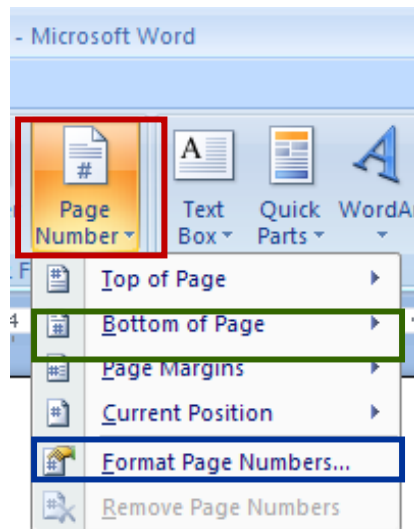 - Microsoft Word
Page
Number
Text
Box
Quick
Parts
WordA
Top of Page
4
Bottom of Page
Page Margins
Current Position
Format Page Numbers...
Remove Page Numbers